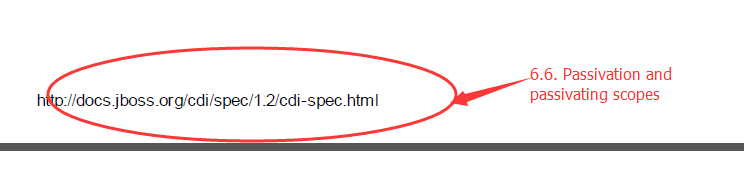 6.6. Passivation and
passivating scopes
http://docs.jboss.org/cdi/spec/1.2/cdi-spec.html